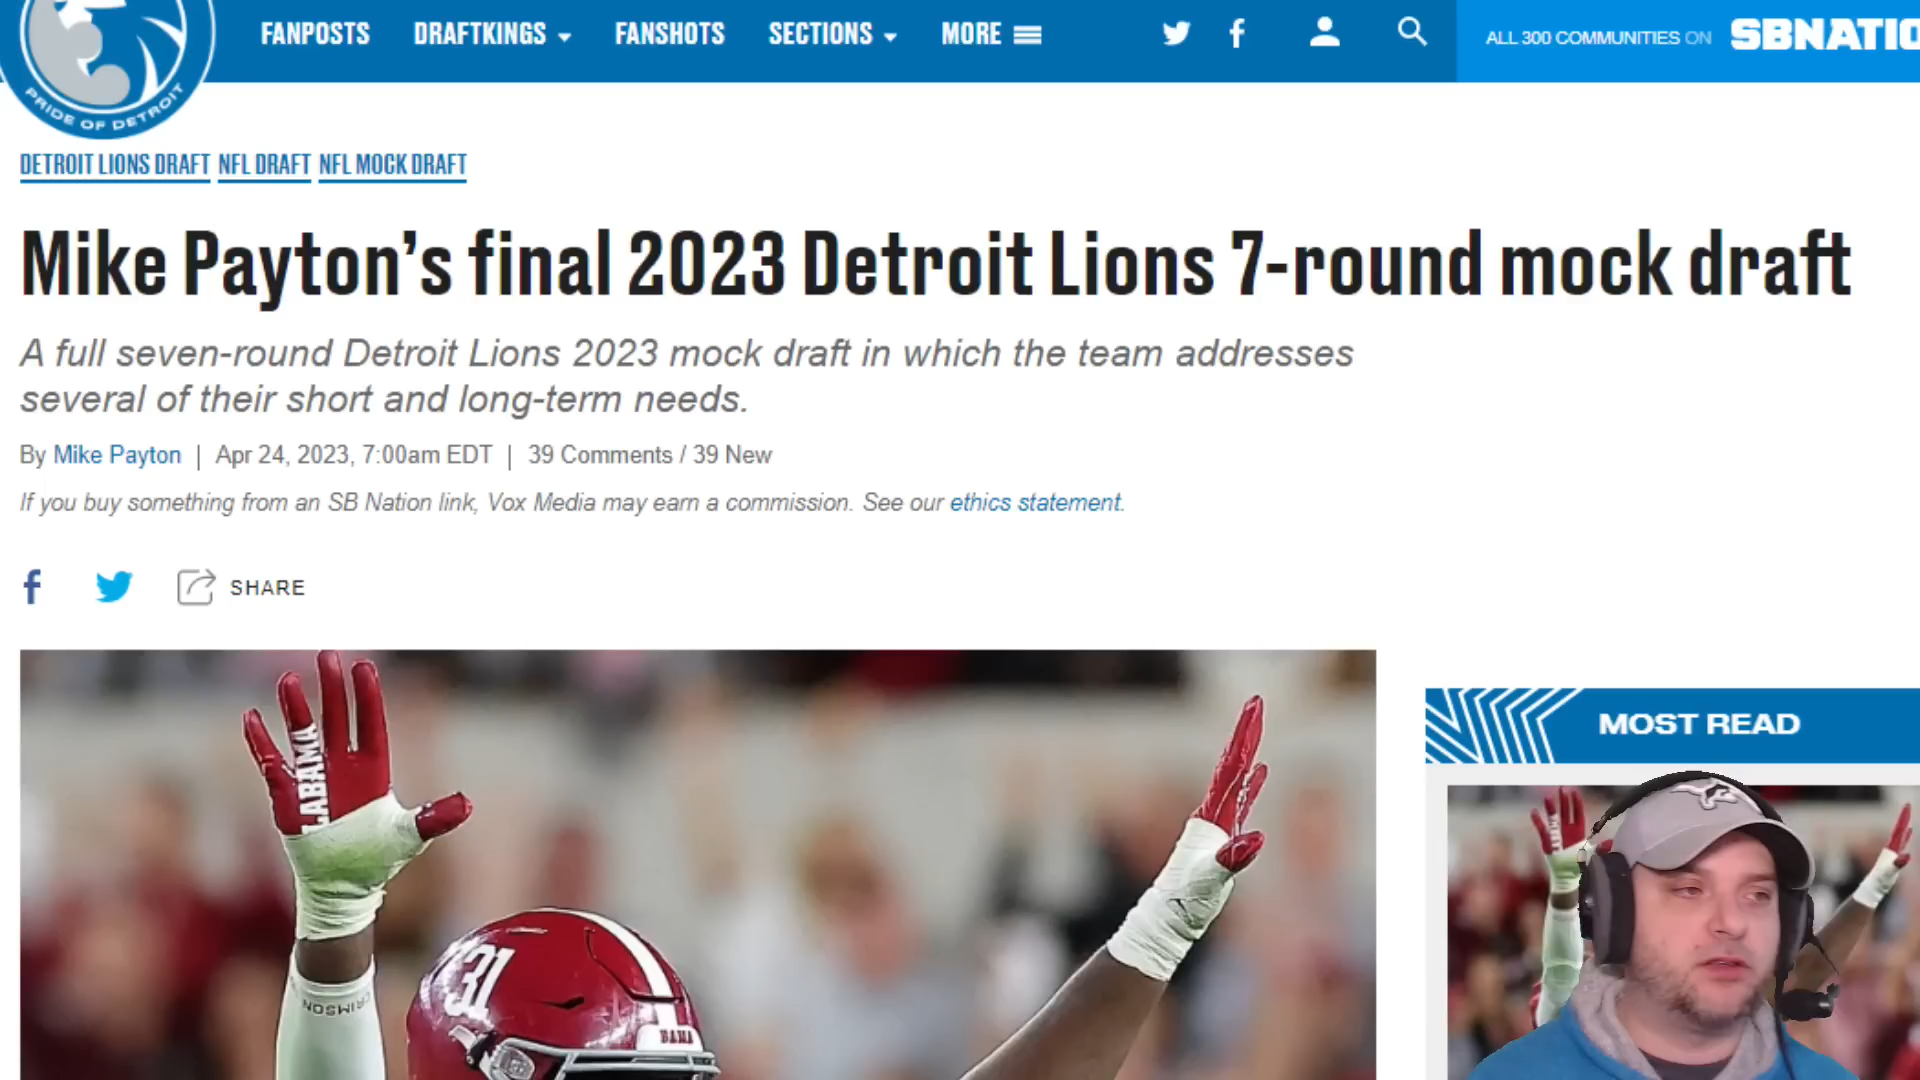 FANPOSTS DRAFTKINGS FANSHOTS SECTIONS MORE
ALL 300 COMMUNITIES ON SBNATIO
PRIDE OF DETROIT
DETROIT LIONS DRAFT NFL DRAFT NFL MOCK DRAFT
Mike Payton’s final 2023 Detroit Lions 7-round mock draft
A full seven-round Detroit Lions 2023 mock draft in which the team addresses
several of their short and long-term needs.
By Mike Payton | Apr 24, 2023, 7:00am EDT | 39 Comments / 39 New
If you buy something from an SB Nation link, Vox Media may earn a commission. See our ethics statement.
SHARE
MOST READ
LABAMA
31
BAMA
CRIMSON